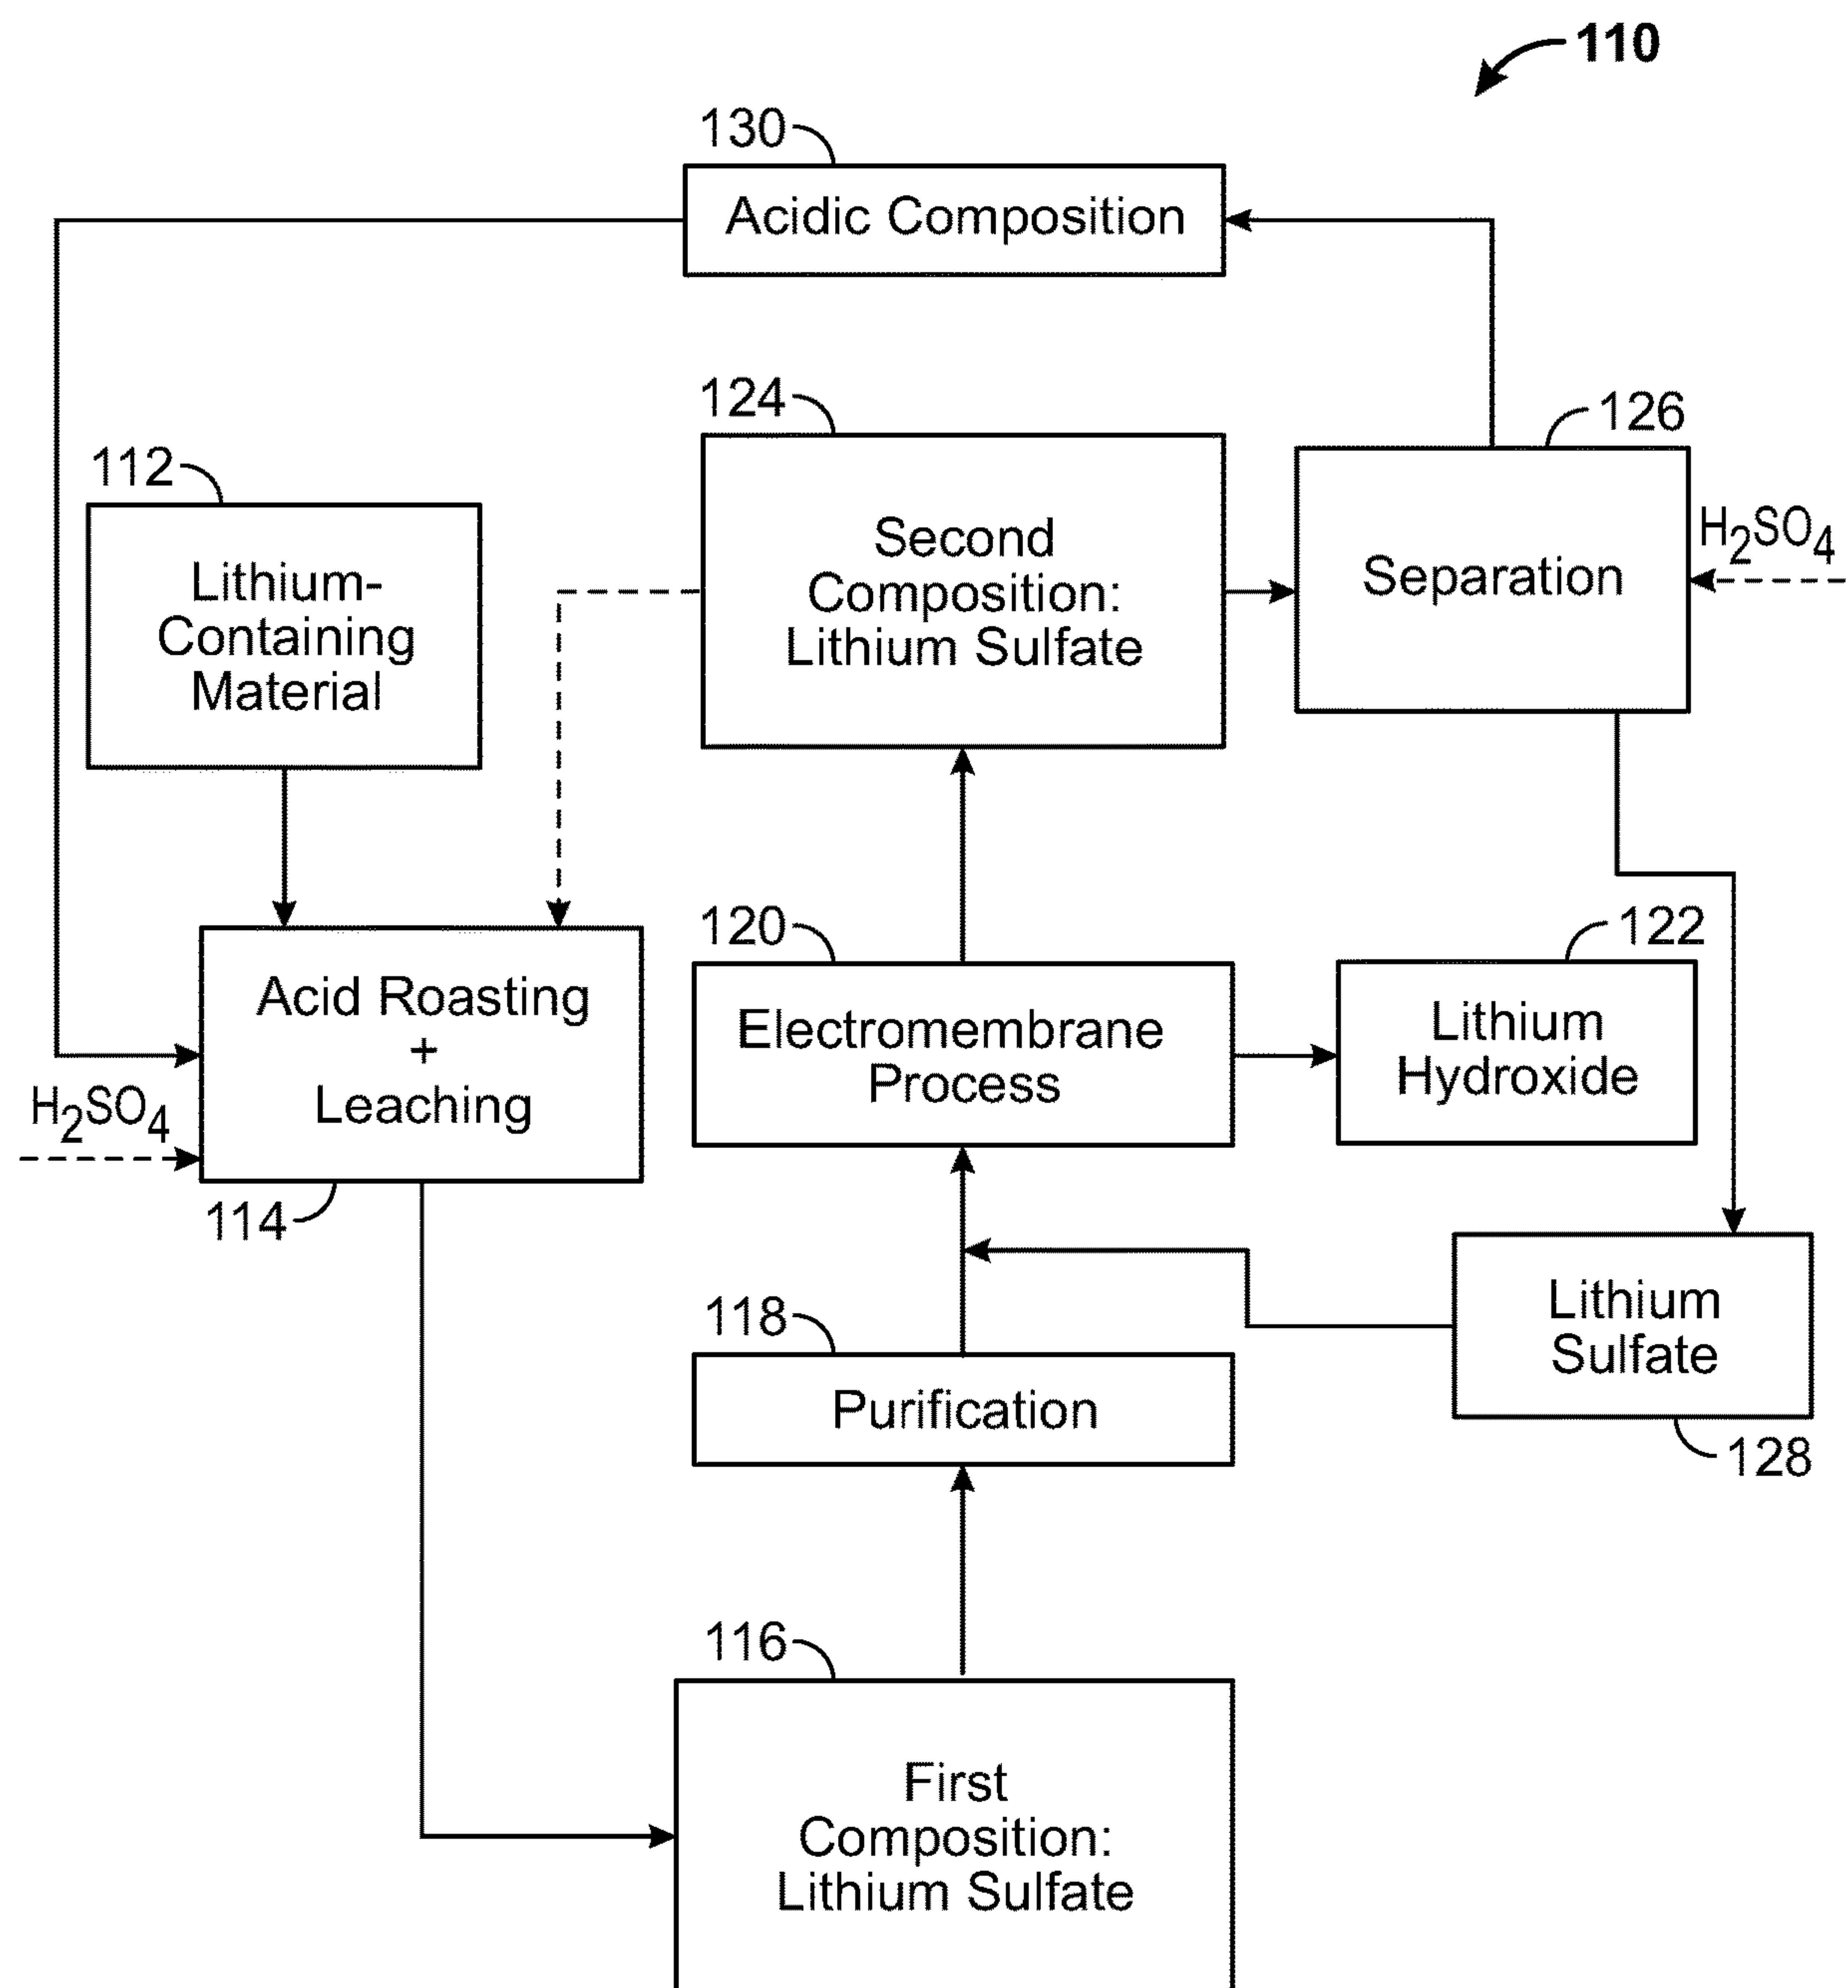 110
130
Acidic Composition
124
126
112
Second
Composition:
Lithium Sulfate
Separation
H2SO4
Lithium-
Containing
Material
120
122
Acid Roasting
+
Leaching
Electromembrane
Process
Lithium
Hydroxide
H2SO4
114
118
Lithium
Sulfate
Purification
128
116
First
Composition:
Lithium Sulfate